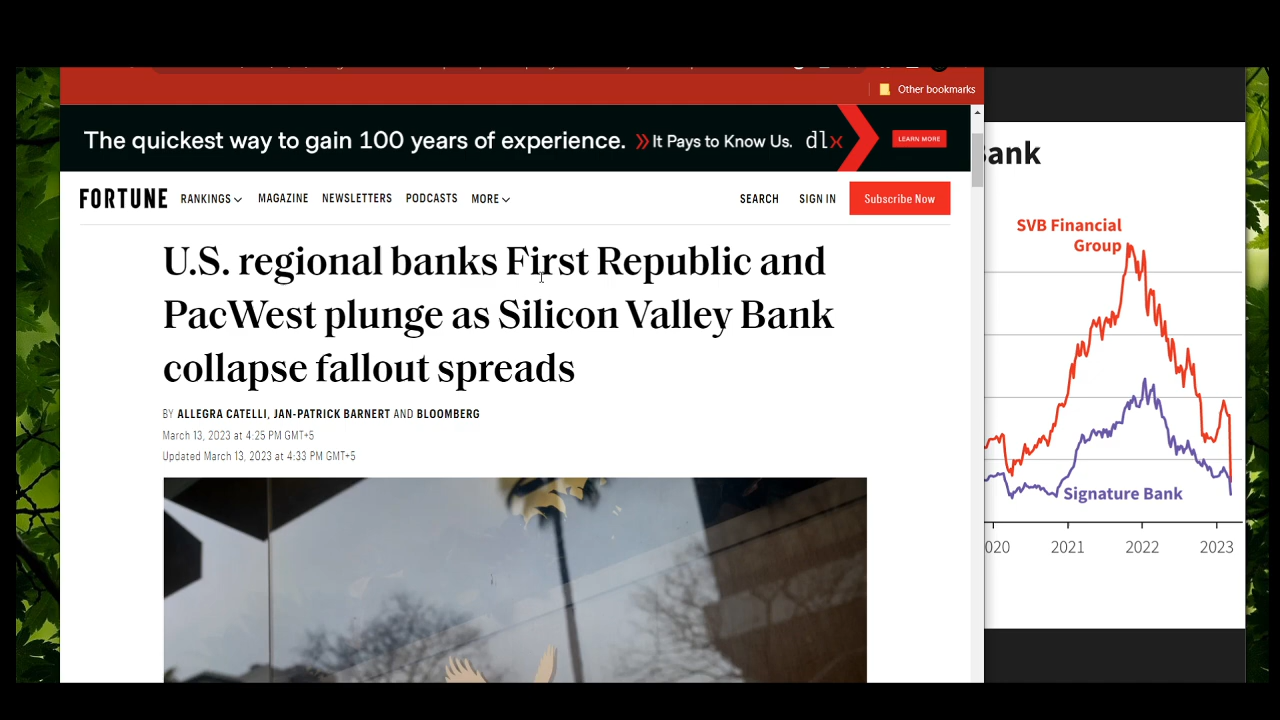 Other bookmarks
The quickest way to gain 100 years of experience. It Pays to Know Us. dlx LEARN MORE
FORTUNE RANKINGS MAGAZINE NEWSLETTERS PODCASTS MORE SEARCH SIGN IN Subscribe Now
U.S. regional banks First Republic and
PacWest plunge as Silicon Valley Bank
collapse fallout spreads
BY ALLEGRA CATELLI, JAN-PATRICK BARNERT AND BLOOMBERG
March 13, 2023 at 4:25 PM GMT+5
Updated March 13, 2023 at 4:33 PM GMT+5
Bank
SVB Financial
Group
Signature Bank
020 2021 2022 2023